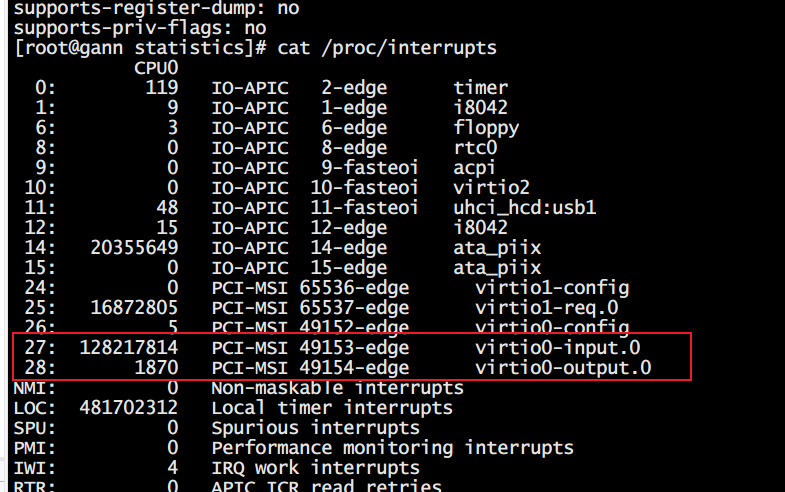 supports-register-dump: no
supports-priv-flags: no
[root@gann statistics]# cat /proc/interrupts
CPU0
0: 119 IO-APIC 2-edge timer
1: 9 IO-APIC 1-edge i8042
6: 3 IO-APIC 6-edge floppy
8: 0 IO-APIC 8-edge rtc0
9: 0 IO-APIC 9-fasteoi acpi
10: 0 IO-APIC 10-fasteoi virtio2
11: 48 IO-APIC 11-fasteoi uhci_hcd:usb1
12: 15 IO-APIC 12-edge i8042
14: 20355649 IO-APIC 14-edge ata_piix
15: 0 IO-APIC 15-edge ata_piix
24: 0 PCI-MSI 65536-edge virtio1-config
25: 16872805 PCI-MSI 65537-edge virtio1-req.0
26: 5 PCI-MSI 49152-edge virtio0-config
27: 128217814 PCI-MSI 49153-edge virtio0-input.0
28: 1870 PCI-MSI 49154-edge virtio0-output.0
NMI: 0 Non-maskable interrupts
LOC: 481702312 Local timer interrupts
SPU: 0 Spurious interrupts
PMI: 0 Performance monitoring interrupts
IWI: 4 IRQ work interrupts
RTR: 0 APIC ICR read retries